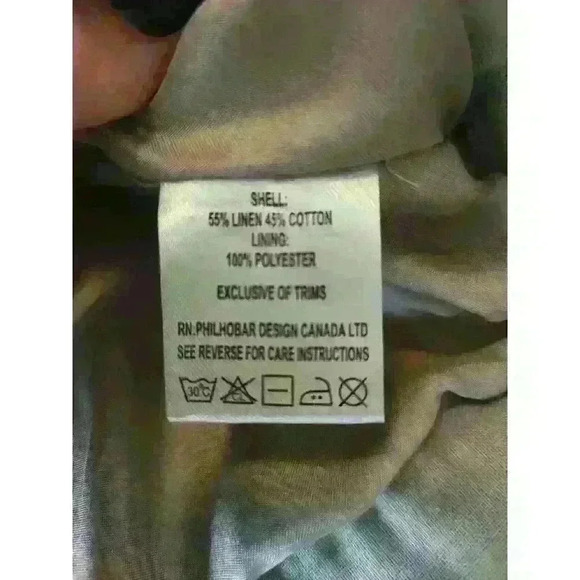 SHELL:
55% LINEN 45% COTTON
LINING:
100% POLYESTER
EXCLUSIVE OF TRIMS
RN:PHILHOBAR DESIGN CANADA LTD
SEE REVERSE FOR CARE INSTRUCTIONS
30°C CL